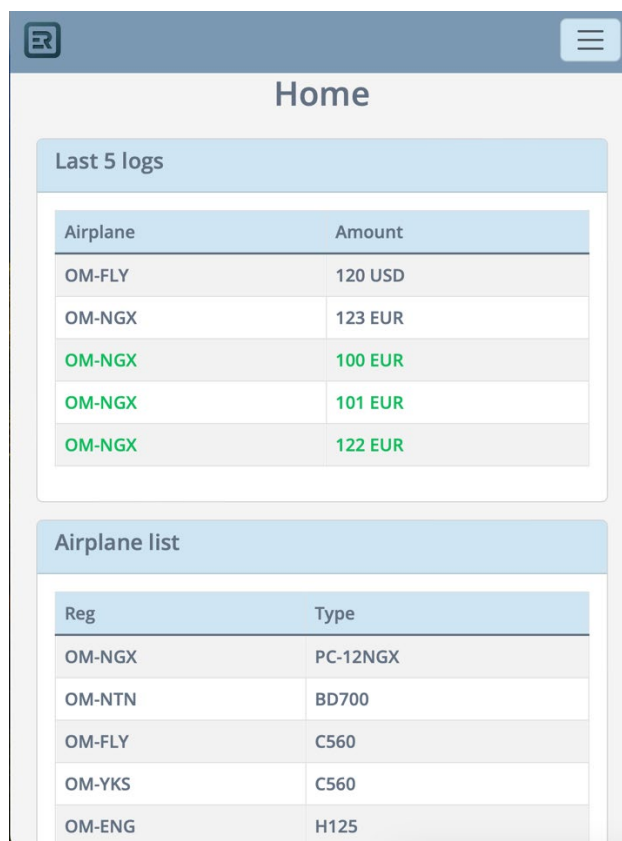 ER
Home
Last 5 logs
Airplane Amount
OM-FLY 120 USD
OM-NGX 123 EUR
OM-NGX 100 EUR
OM-NGX 101 EUR
OM-NGX 122 EUR
Airplane list
Reg Type
OM-NGX PC-12NGX
OM-NTN BD700
OM-FLY C560
OM-YKS C560
OM-ENG H125